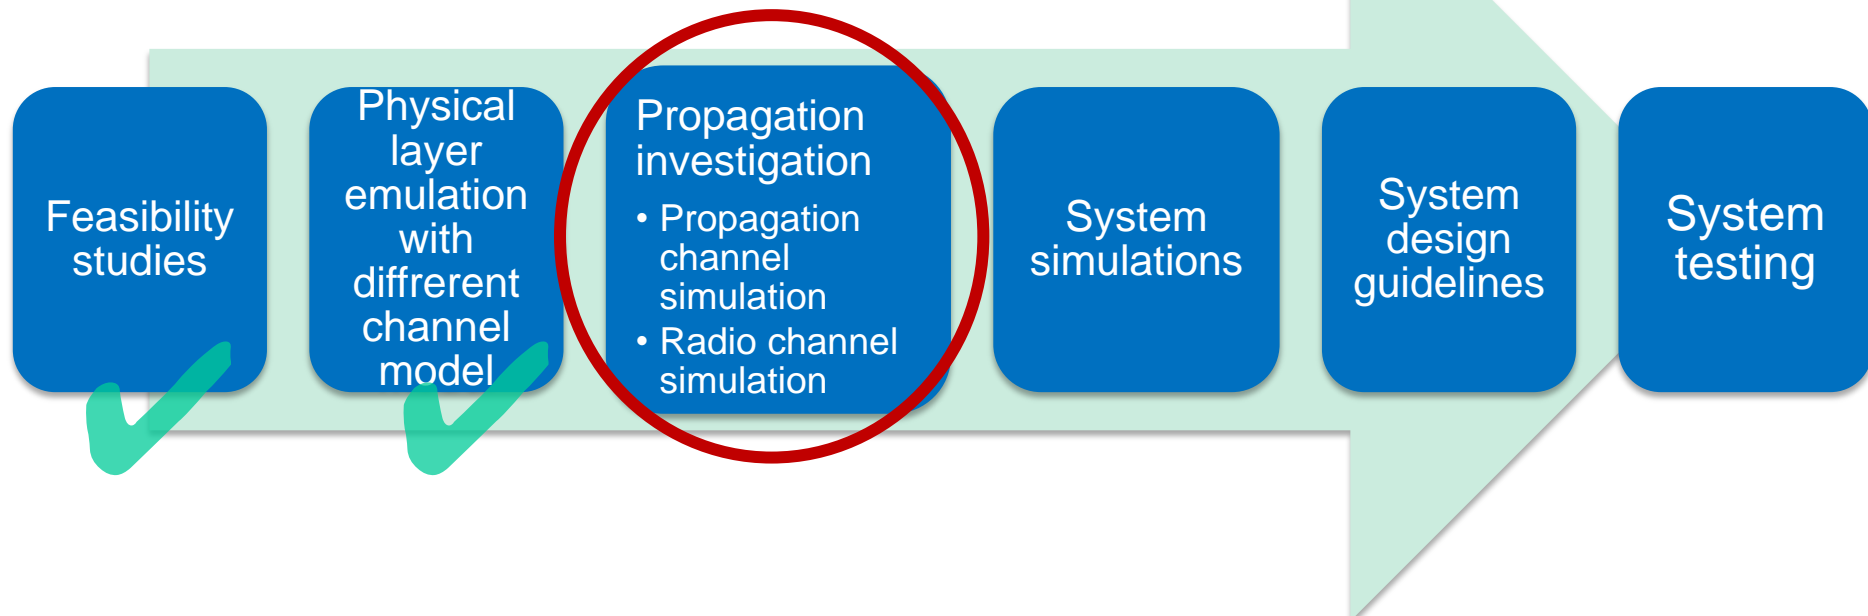 Feasibility
studies
Physical
layer
emulation
with
diffrerent
channel
model
Propagation
investigation
• Propagation
channel
simulation
• Radio channel
simulation
System
simulations
System
design
guidelines
System
testing